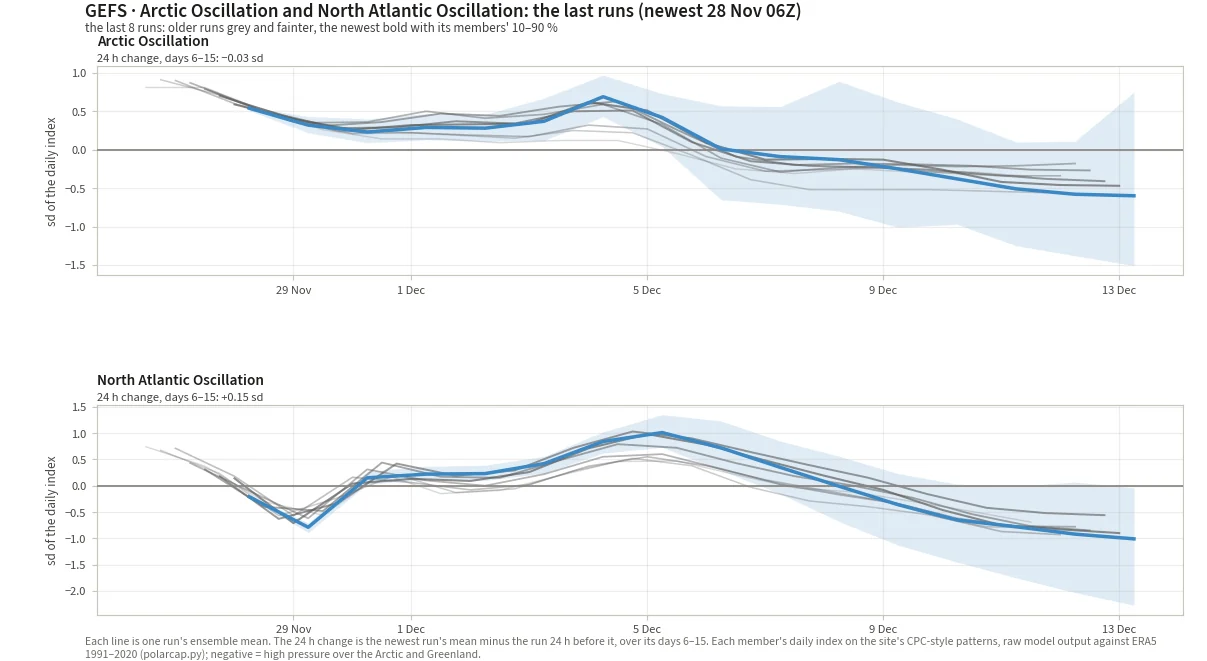 GEFS · Arctic Oscillation and North Atlantic Oscillation: the last runs (newest 28 Nov 06Z)
the last 8 runs: older runs grey and fainter, the newest bold with its members' 10–90 %
Arctic Oscillation
24 h change, days 6–15: −0.03 sd
sd of the daily index
1.0
0.5
0.0
−0.5
−1.0
−1.5
29 Nov
1 Dec
5 Dec
9 Dec
13 Dec
North Atlantic Oscillation
24 h change, days 6–15: +0.15 sd
sd of the daily index
1.5
1.0
0.5
0.0
−0.5
−1.0
−1.5
−2.0
29 Nov
1 Dec
5 Dec
9 Dec
13 Dec
Each line is one run's ensemble mean. The 24 h change is the newest run's mean minus the run 24 h before it, over its days 6–15. Each member's daily index on the site's CPC-style patterns, raw model output against ERA5
1991–2020 (polarcap.py); negative = high pressure over the Arctic and Greenland.